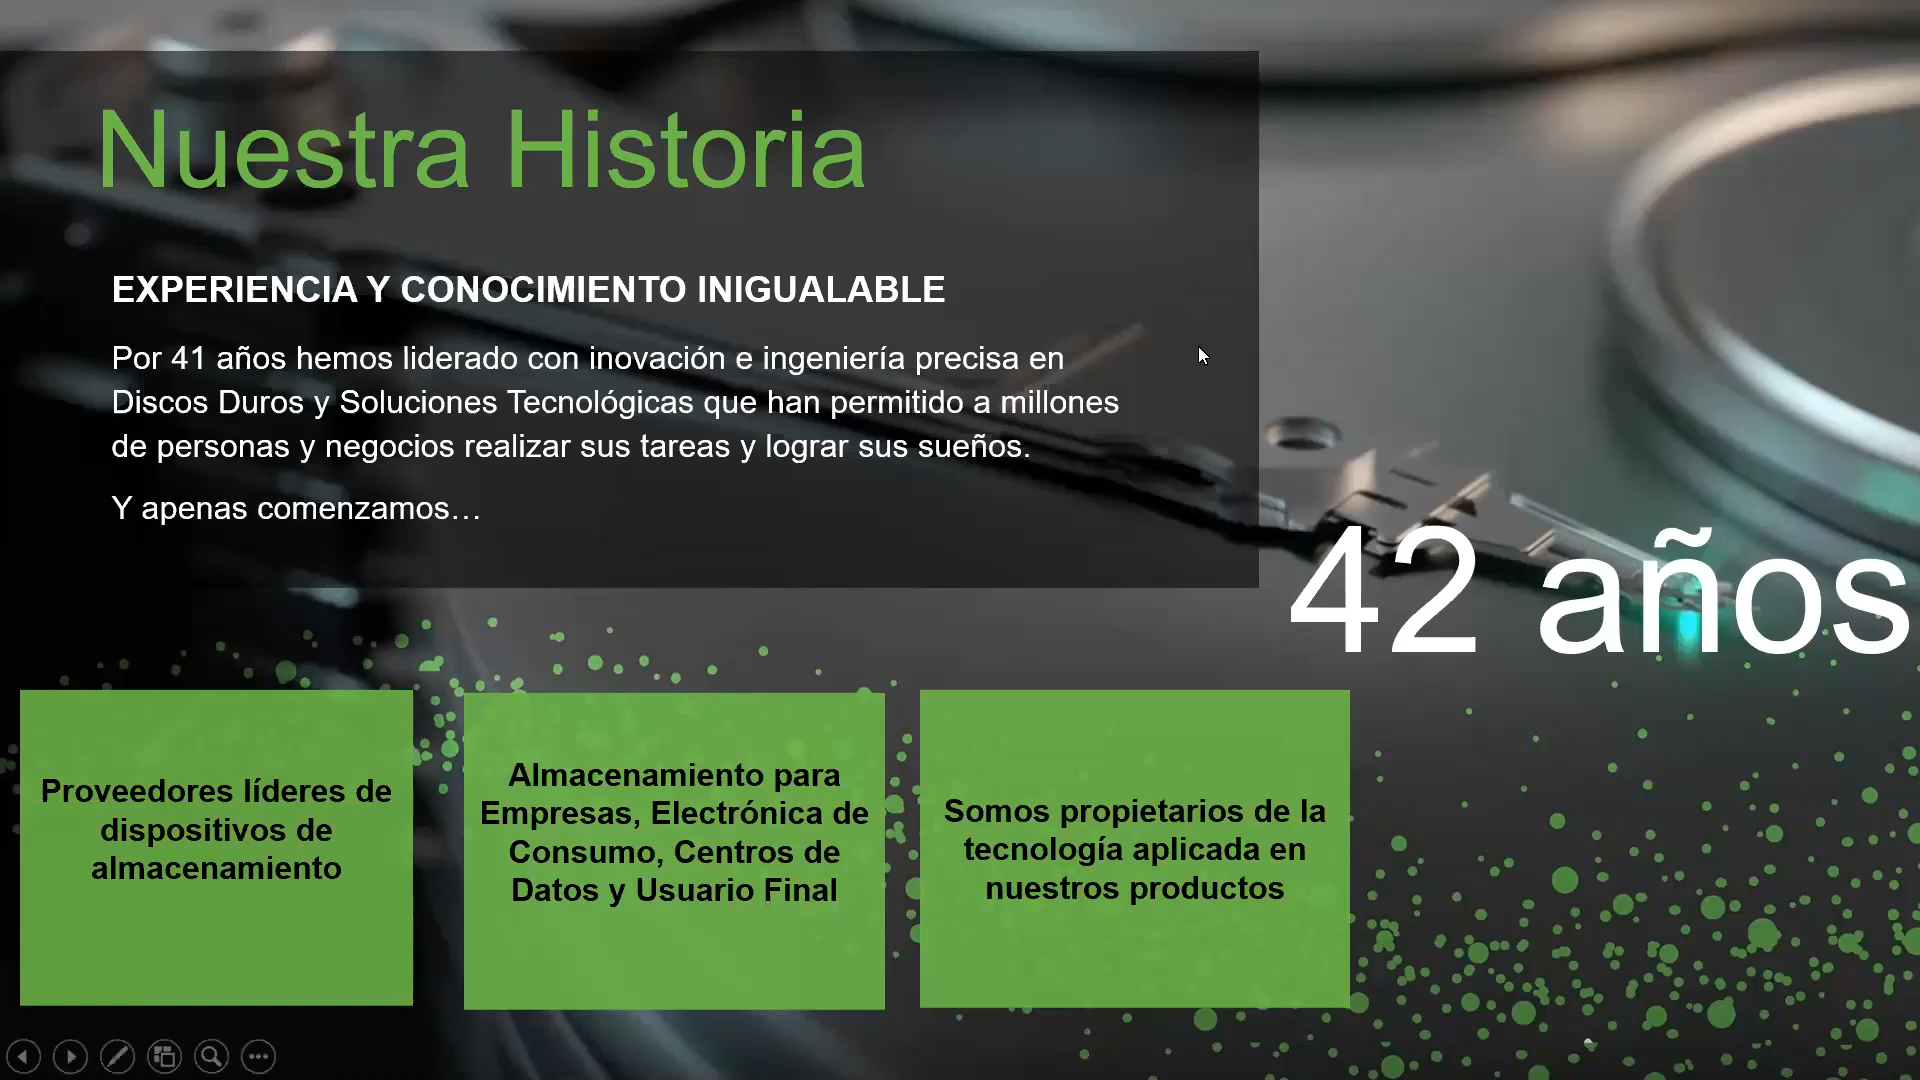 Nuestra Historia
EXPERIENCIA Y CONOCIMIENTO INIGUALABLE
Por 41 años hemos liderado con inovación e ingeniería precisa en
Discos Duros y Soluciones Tecnológicas que han permitido a millones
de personas y negocios realizar sus tareas y lograr sus sueños.
Y apenas comenzamos…
42 años
Proveedores líderes de
dispositivos de
almacenamiento
Almacenamiento para
Empresas, Electrónica de
Consumo, Centros de
Datos y Usuario Final
Somos propietarios de la
tecnología aplicada en
nuestros productos